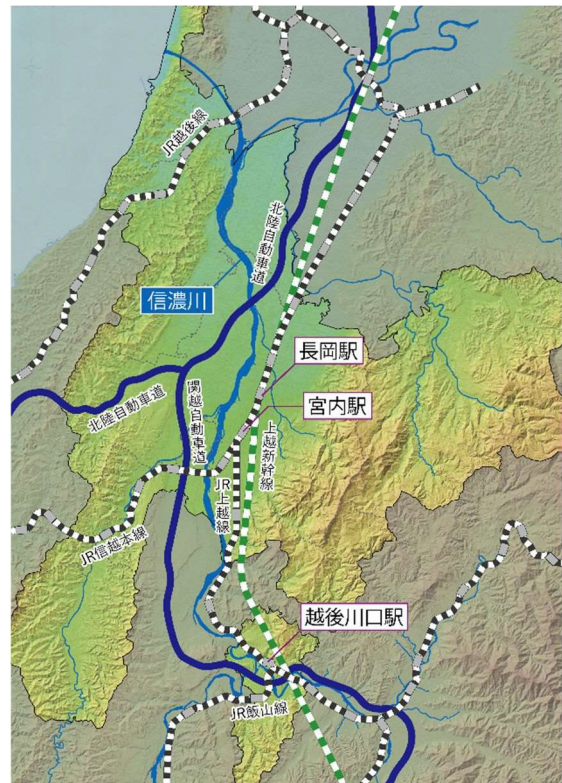 JR越後線
北陸自動車道
信濃川
長岡駅
宮内駅
北陸自動車道
関越自動車道
上越新幹線
JR上越線
JR信越本線
越後川口駅
JR飯山線